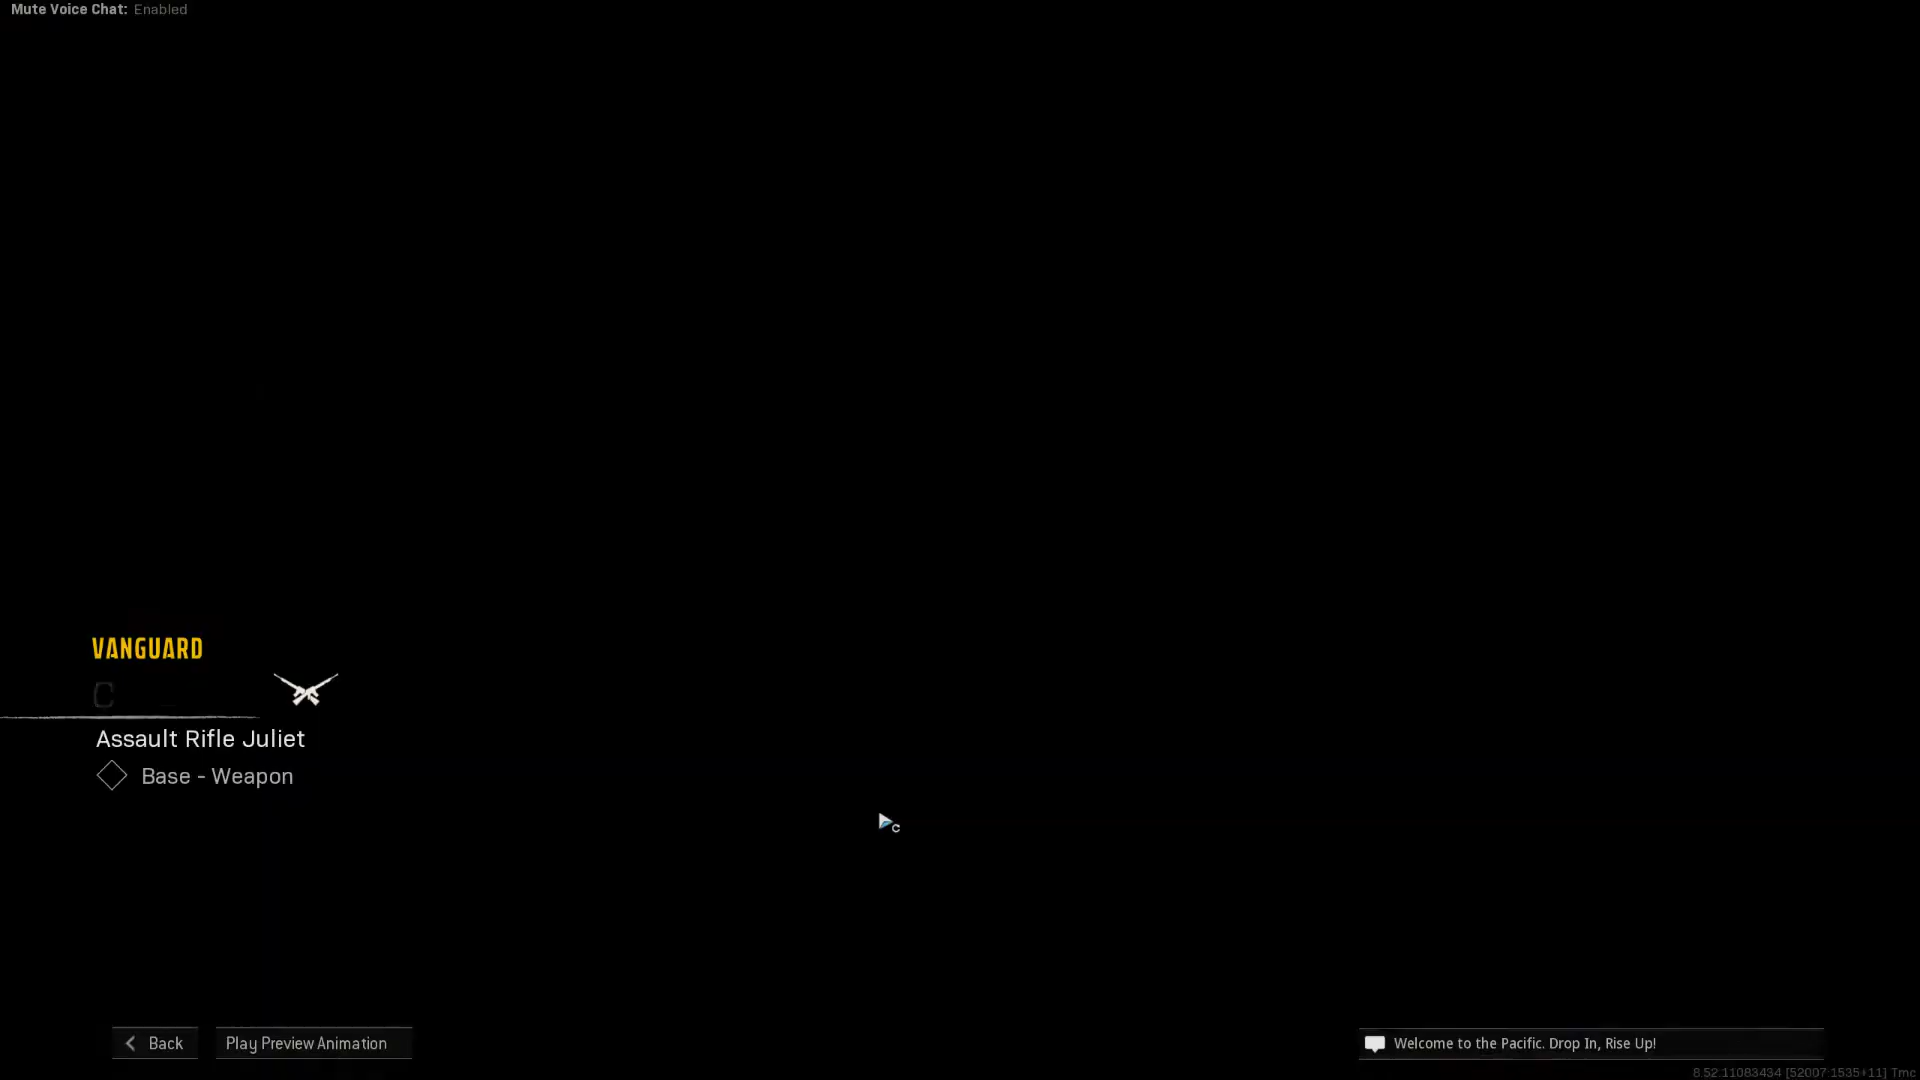 Mute Voice Chat: Enabled
VANGUARD
C
Assault Rifle Juliet
Base - Weapon
Back
Play Preview Animation
Welcome to the Pacific. Drop In, Rise Up!
8.52.11083434 [52007:1535+11] Tmc